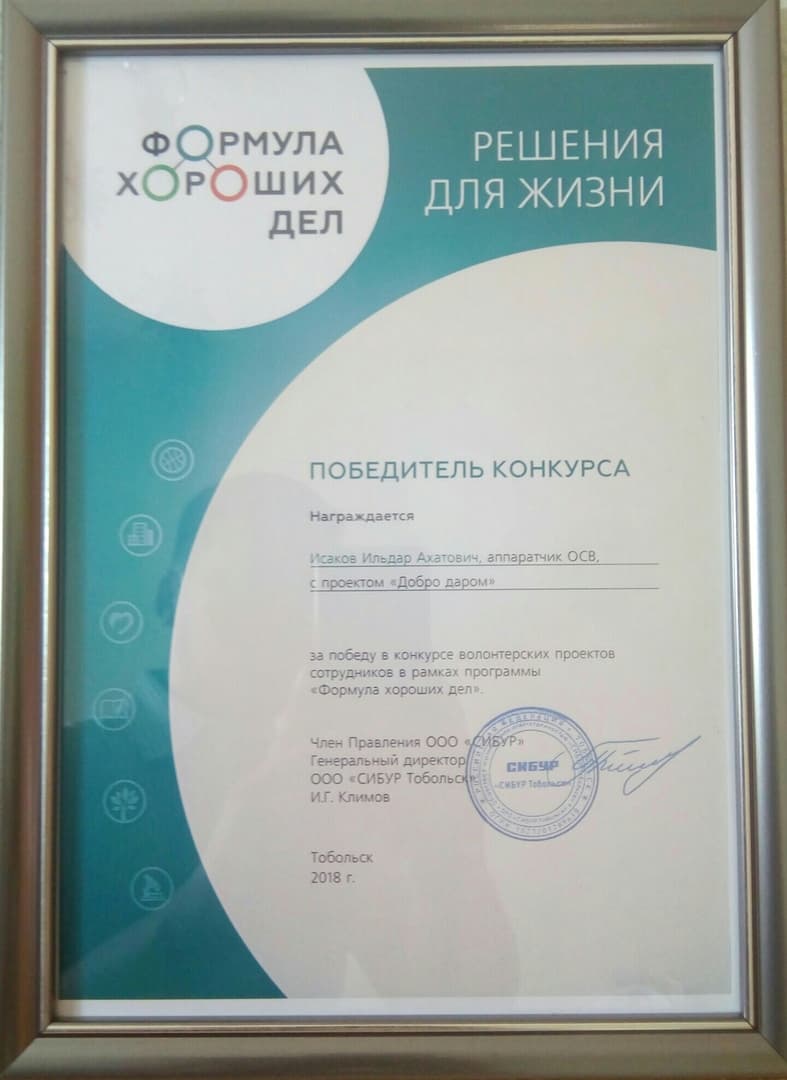 ФОРМУЛА
ХОРОШИХ
ДЕЛ
РЕШЕНИЯ
ДЛЯ ЖИЗНИ
ПОБЕДИТЕЛЬ КОНКУРСА
Награждается
Исаков Ильдар Ахатович, аппаратчик ОСВ,
с проектом «Добро даром»
за победу в конкурсе волонтерских проектов
сотрудников в рамках программы
«Формула хороших дел».
Член Правления ООО «СИБУР»
Генеральный директор
ООО «СИБУР Тобольск»
И.Г. Климов
СИБУР
«СИБУР Тобольск»
Тобольск
2018 г.